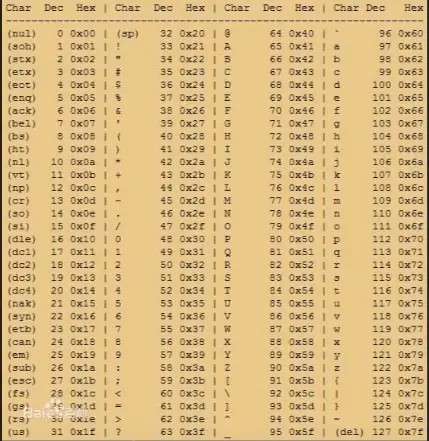 Char Dec Hex | Char Dec Hex | Char Dec Hex | Char Dec Hex
(nul) 0 0x00 | (sp) 32 0x20 | @ 64 0x40 | ` 96 0x60
(soh) 1 0x01 | ! 33 0x21 | A 65 0x41 | a 97 0x61
(stx) 2 0x02 | " 34 0x22 | B 66 0x42 | b 98 0x62
(etx) 3 0x03 | # 35 0x23 | C 67 0x43 | c 99 0x63
(ect) 4 0x04 | $ 36 0x24 | D 68 0x44 | d 100 0x64
(enq) 5 0x05 | % 37 0x25 | E 69 0x45 | e 101 0x65
(ack) 6 0x06 | & 38 0x26 | F 70 0x46 | f 102 0x66
(bel) 7 0x07 | ' 39 0x27 | G 71 0x47 | g 103 0x67
(bs) 8 0x08 | ( 40 0x28 | H 72 0x48 | h 104 0x68
(ht) 9 0x09 | ) 41 0x29 | I 73 0x49 | i 105 0x69
(nl) 10 0x0a | * 42 0x2a | J 74 0x4a | j 106 0x6a
(vt) 11 0x0b | + 43 0x2b | K 75 0x4b | k 107 0x6b
(np) 12 0x0c | , 44 0x2c | L 76 0x4c | l 108 0x6c
(cr) 13 0x0d | - 45 0x2d | M 77 0x4d | m 109 0x6d
(so) 14 0x0e | . 46 0x2e | N 78 0x4e | n 110 0x6e
(si) 15 0x0f | / 47 0x2f | O 79 0x4f | o 111 0x6f
(dle) 16 0x10 | 0 48 0x30 | P 80 0x50 | p 112 0x70
(dc1) 17 0x11 | 1 49 0x31 | Q 81 0x51 | q 113 0x71
(dc2) 18 0x12 | 2 50 0x32 | R 82 0x52 | r 114 0x72
(dc3) 19 0x13 | 3 51 0x33 | S 83 0x53 | s 115 0x73
(dc4) 20 0x14 | 4 52 0x34 | T 84 0x54 | t 116 0x74
(nak) 21 0x15 | 5 53 0x35 | U 85 0x55 | u 117 0x75
(syn) 22 0x16 | 6 54 0x36 | V 86 0x56 | v 118 0x76
(etb) 23 0x17 | 7 55 0x37 | W 87 0x57 | w 119 0x77
(can) 24 0x18 | 8 56 0x38 | X 88 0x58 | x 120 0x78
(em) 25 0x19 | 9 57 0x39 | Y 89 0x59 | y 121 0x79
(sub) 26 0x1a | : 58 0x3a | Z 90 0x5a | z 122 0x7a
(esc) 27 0x1b | ; 59 0x3b | [ 91 0x5b | { 123 0x7b
(fs) 28 0x1c | < 60 0x3c | \ 92 0x5c | | 124 0x7c
(gs) 29 0x1d | = 61 0x3d | ] 93 0x5d | } 125 0x7d
(rs) 30 0x1e | > 62 0x3e | ^ 94 0x5e | ~ 126 0x7e
(us) 31 0x1f | ? 63 0x3f | _ 95 0x5f | (del) 127 0x7f